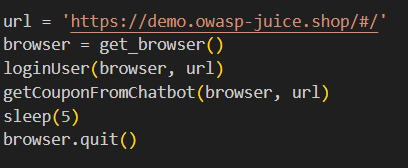 url = 'https://demo.owasp-juice.shop/#/'
browser = get_browser()
loginUser(browser, url)
getCouponFromChatbot(browser, url)
sleep(5)
browser.quit()